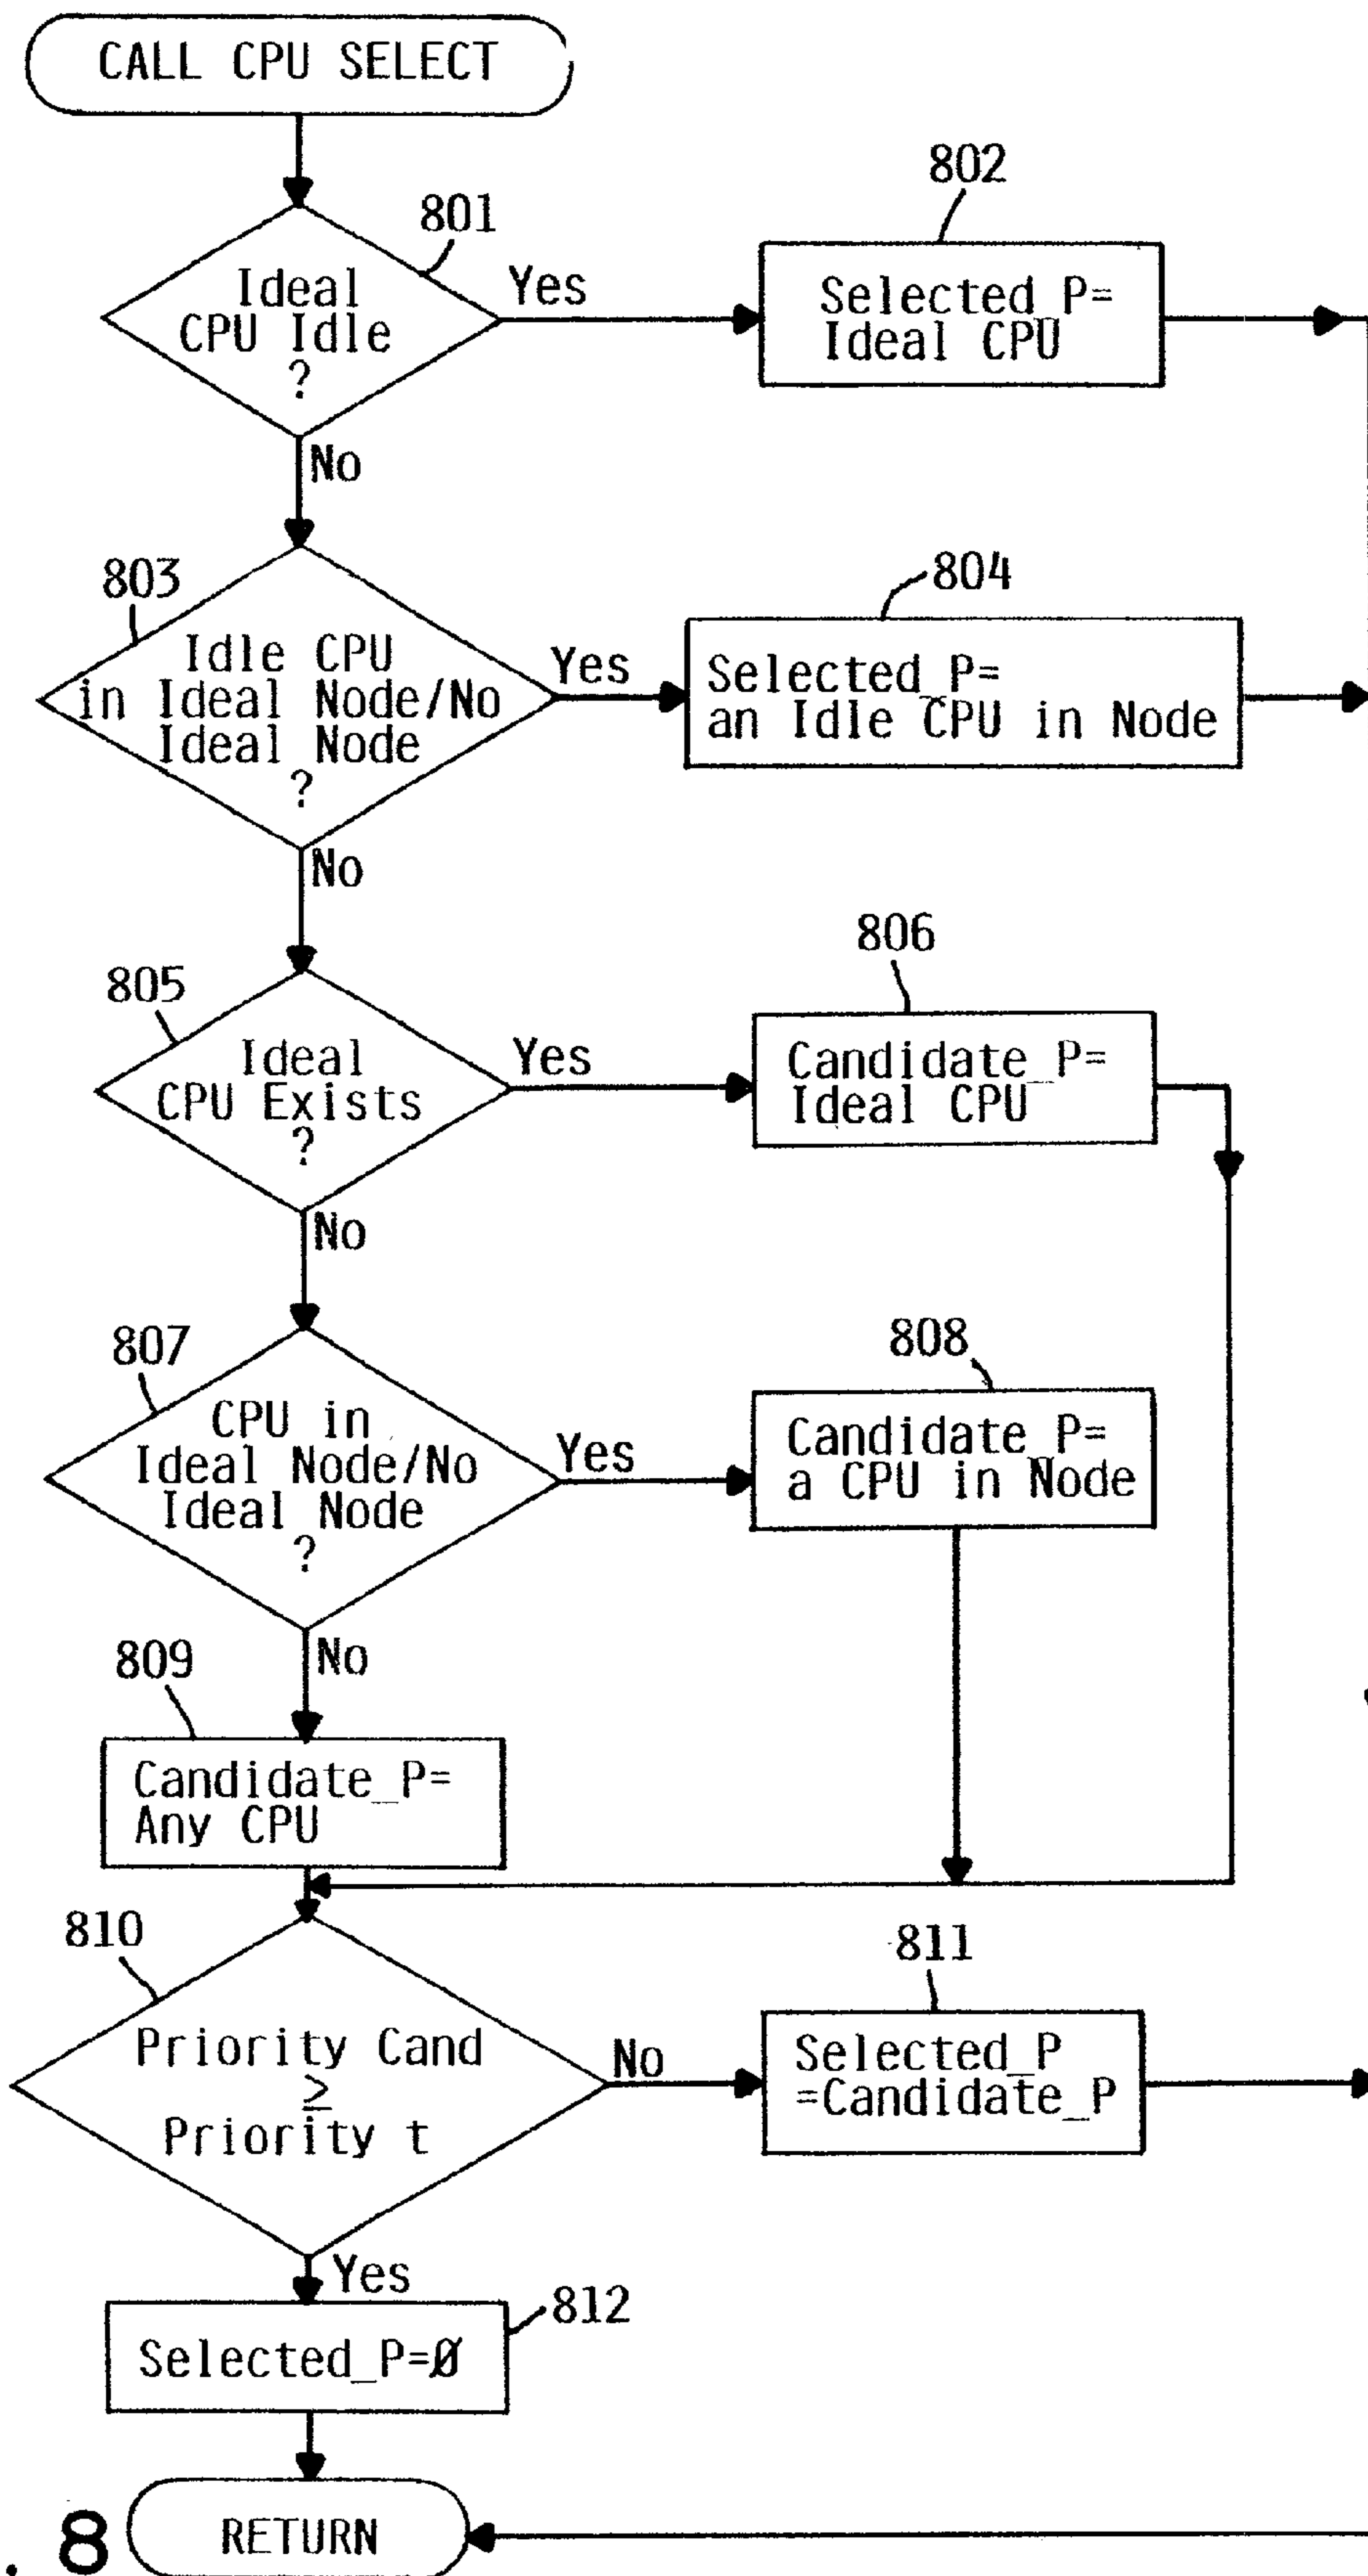 CALL CPU SELECT
802
801
Ideal
CPU Idle
?
Yes
Selected_P=
Ideal CPU
No
803
804
Idle CPU
in Ideal Node/No
Ideal Node
?
Yes
Selected_P=
an Idle CPU in Node
No
805
806
Ideal
CPU Exists
?
Yes
Candidate_P=
Ideal CPU
No
807
808
CPU in
Ideal Node/No
Ideal Node
?
Yes
Candidate_P=
a CPU in Node
No
809
Candidate_P=
Any CPU
810
811
Priority Cand
≥
Priority t
No
Selected_P
=Candidate_P
Yes
812
Selected_P=Ø
RETURN
. 8